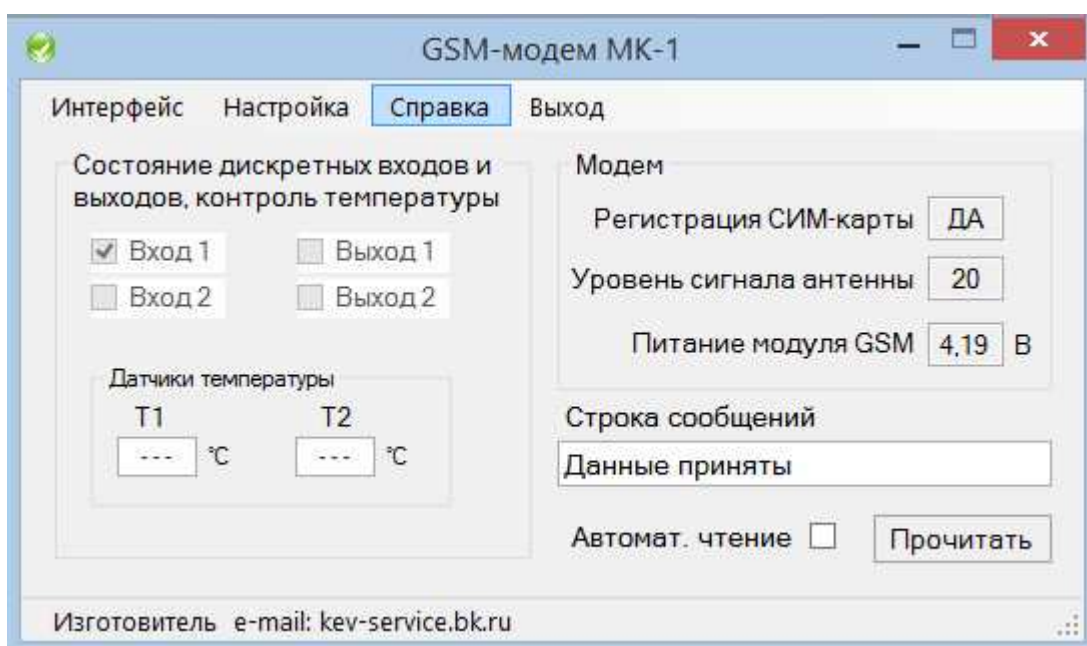 GSM-модем МК-1
Интерфейс Настройка Справка Выход
Состояние дискретных входов и
выходов, контроль температуры
Вход 1 Выход 1
Вход 2 Выход 2
Датчики температуры
T1 T2
--- °C --- °C
Модем
Регистрация СИМ-карты ДА
Уровень сигнала антенны 20
Питание модуля GSM 4,19 В
Строка сообщений
Данные приняты
Автомат. чтение Прочитать
Изготовитель e-mail: kev-service.bk.ru